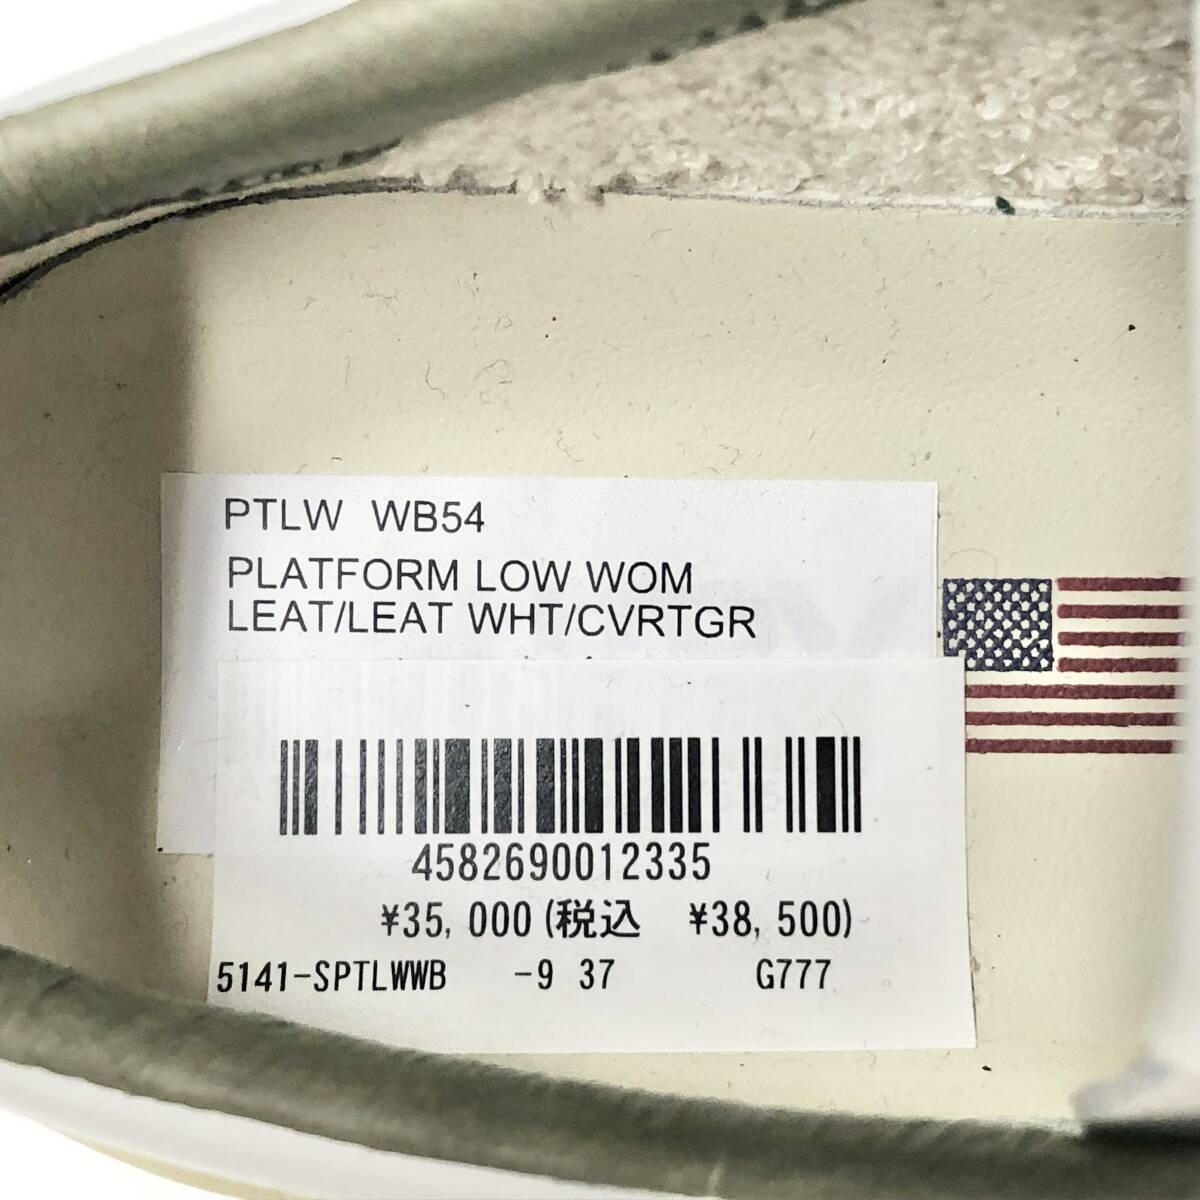 PTLW WB54
PLATFORM LOW WOM
LEAT/LEAT WHT/CVRTGR
4582690012335
¥35,000(税込 ¥38,500)
5141-SPTLWWB -9 37 G777